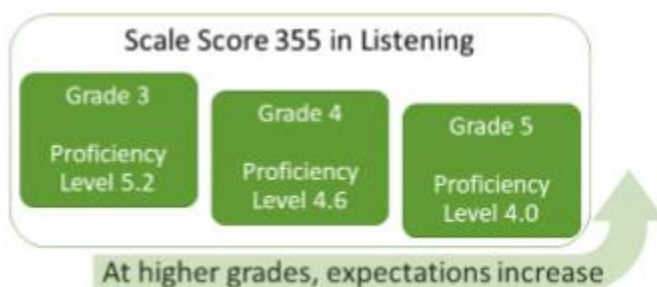 Scale Score 355 in Listening
Grade 3
Proficiency
Level 5.2
Grade 4
Proficiency
Level 4.6
Grade 5
Proficiency
Level 4.0
At higher grades, expectations increase